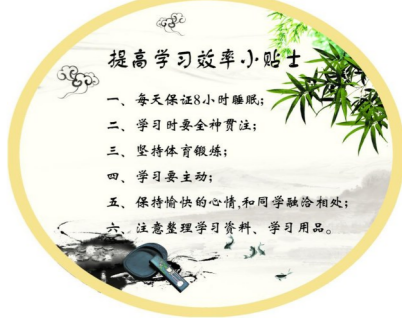 提高学习效率小贴士
一、每天保证8小时睡眠;
二、学习时要全神贯注;
三、坚持体育锻炼;
四、学习要主动;
五、保持愉快的心情,和同学融洽相处;
六、注意整理学习资料、学习用品。